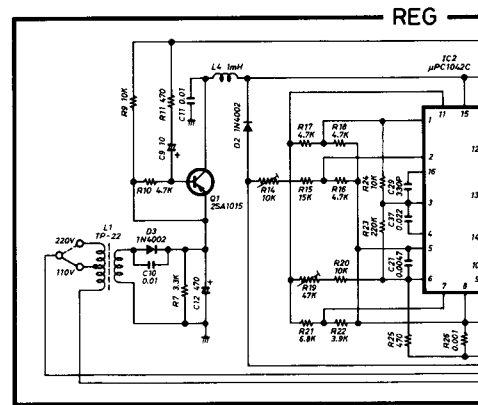 REG
L4 1mH
IC2
μPC1042C
R9 10K
R11 470
C11 0.01
D2 1N4002
11
15
R17
4.7K
R18
4.7K
1
12
C9 10
+
2
R10 4.7K
R14
10K
R15
15K
R16
4.7K
R24
10K
C29
330P
16
13
Q1
2SA1015
3
R23
220K
C37
0.022
4
L1
TP-22
D3
1N4002
14
220V
5
C10
0.01
R7 3.3K
C12 470
+
R20
10K
C21
0.0047
10
110V
R19
47K
6
7
8
9
R21
6.8K
R22
3.9K
R25
470
R26
0.001